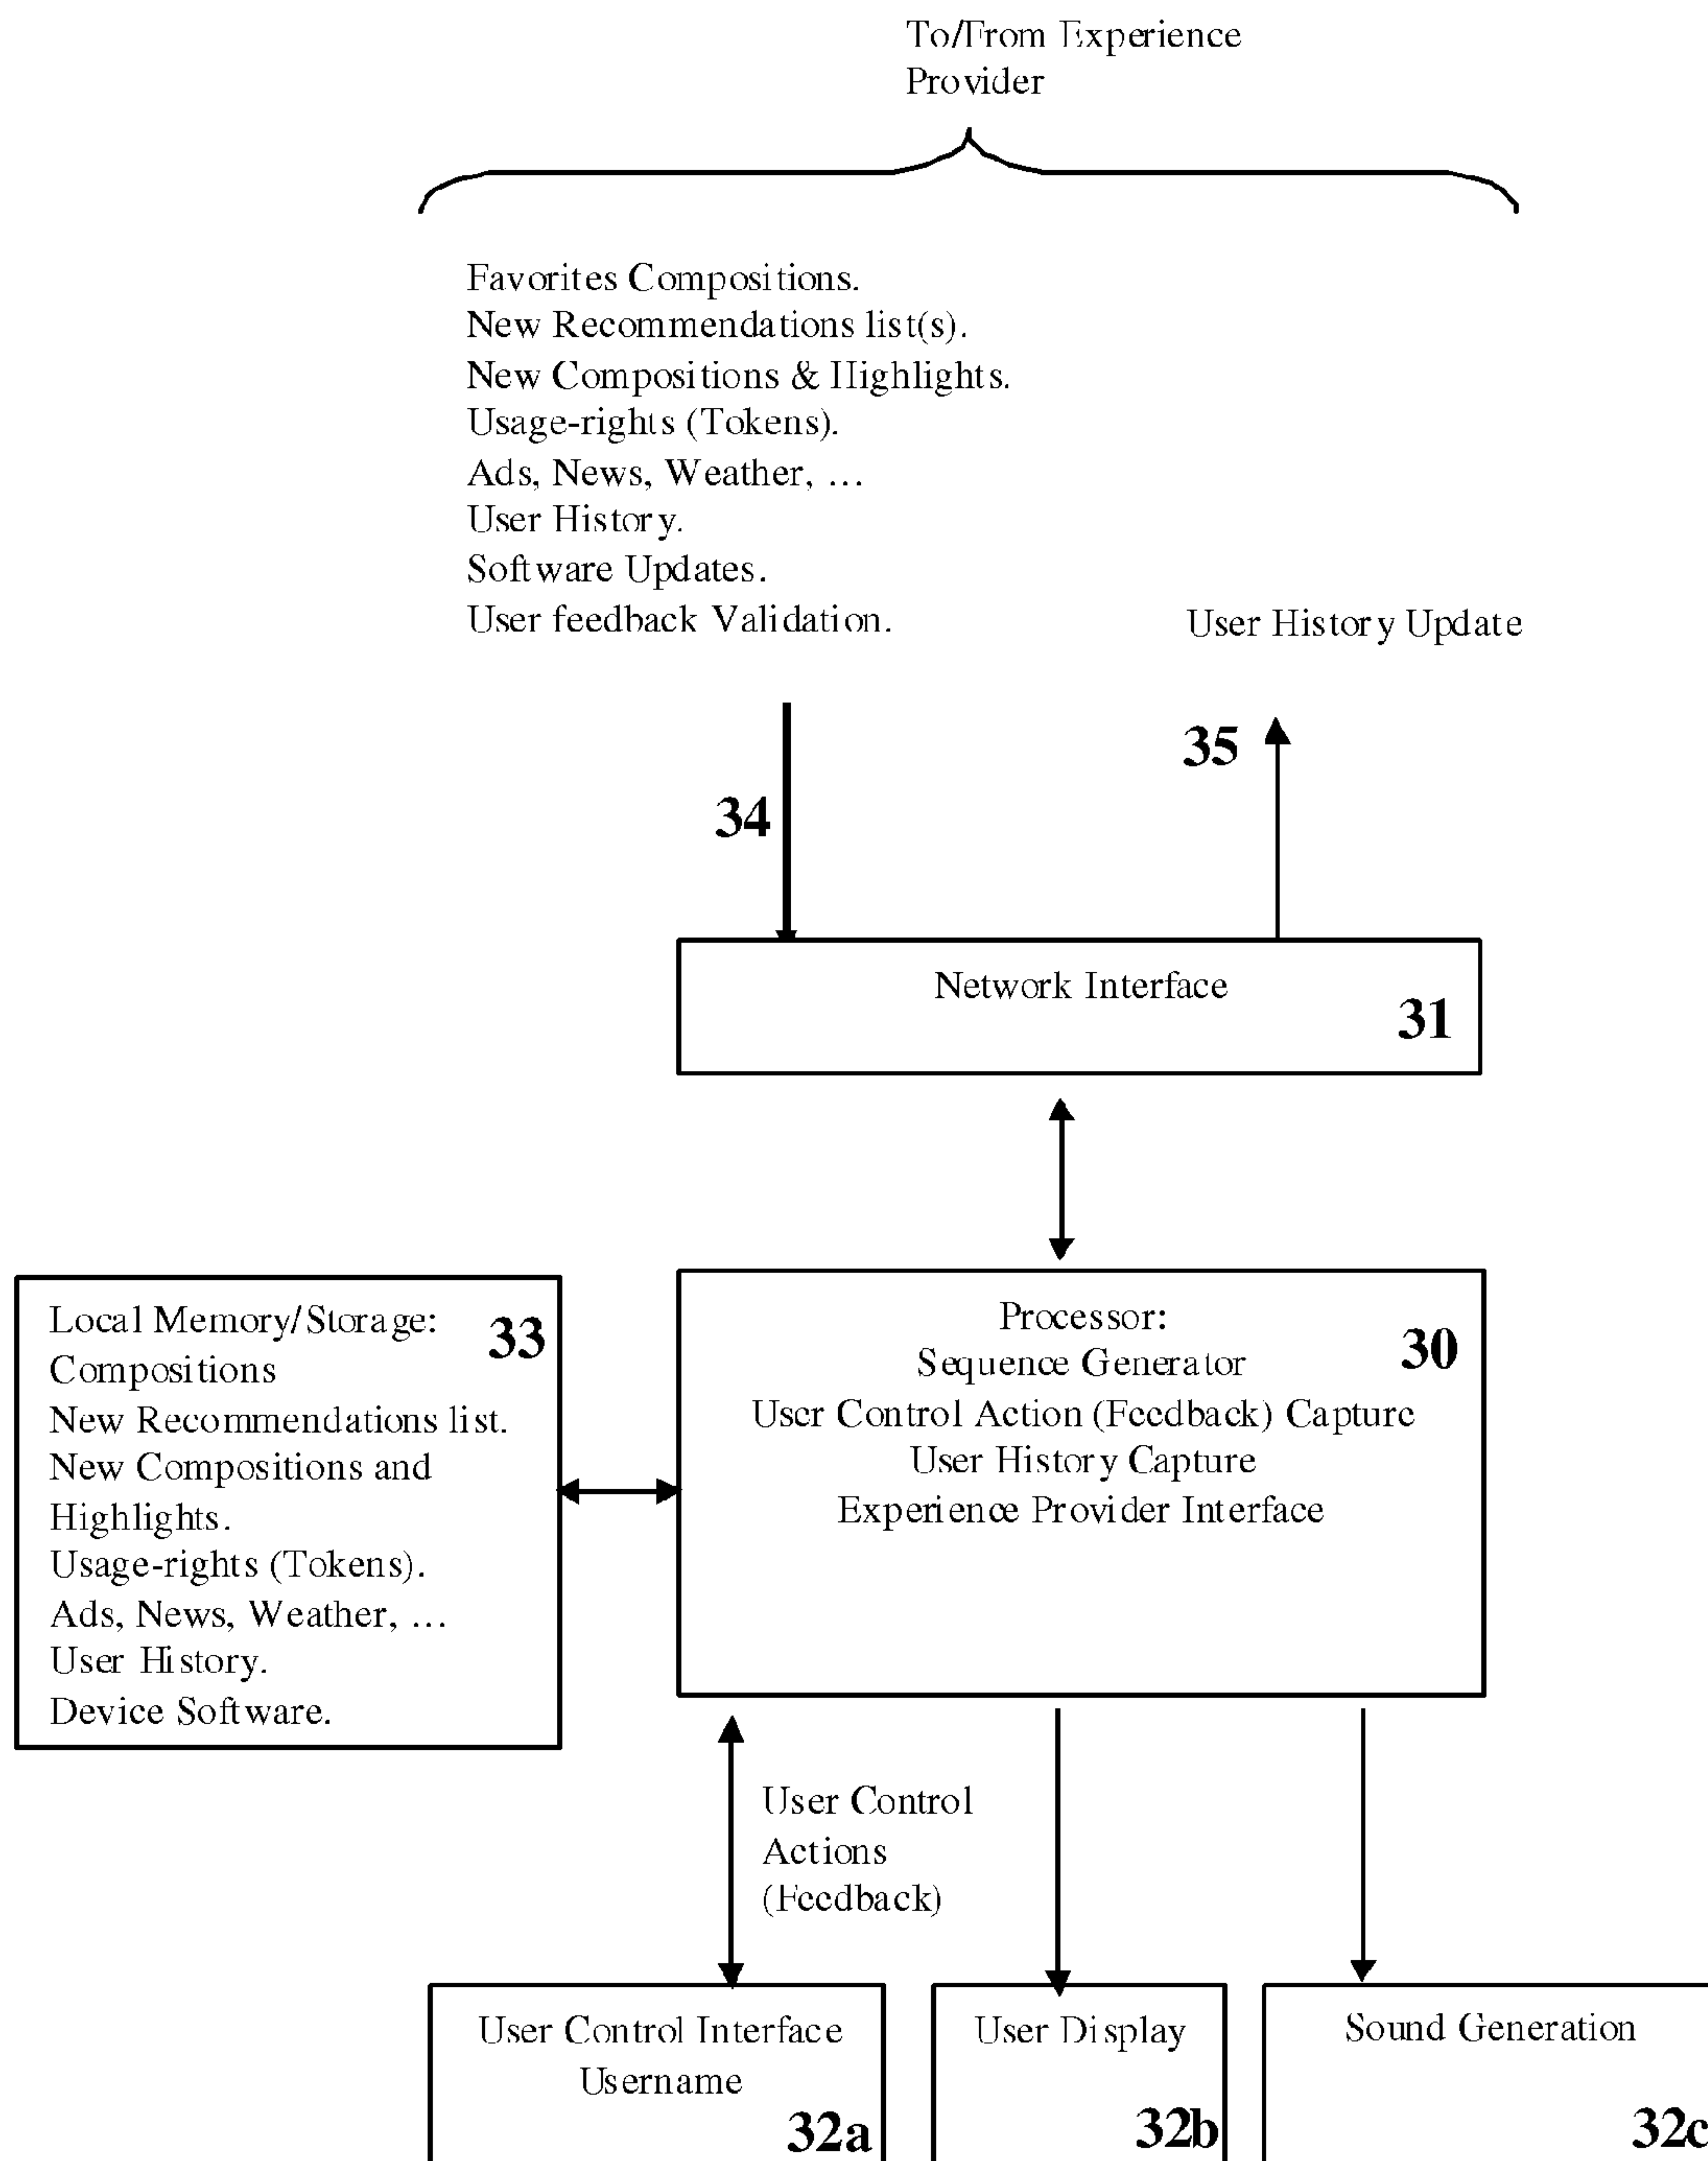 To/From Experience
Provider
Favorites Compositions.
New Recommendations list(s).
New Compositions & Highlights.
Usage-rights (Tokens).
Ads, News, Weather, ...
User History.
Software Updates.
User feedback Validation.
User History Update
35
34
Network Interface
31
Local Memory/Storage:
33
Compositions
New Recommendations list.
New Compositions and
Highlights.
Usage-rights (Tokens).
Ads, News, Weather, ...
User History.
Device Software.
Processor:
30
Sequence Generator
User Control Action (Feedback) Capture
User History Capture
Experience Provider Interface
User Control
Actions
(Feedback)
User Control Interface
Username
32a
User Display
32b
Sound Generation
32c